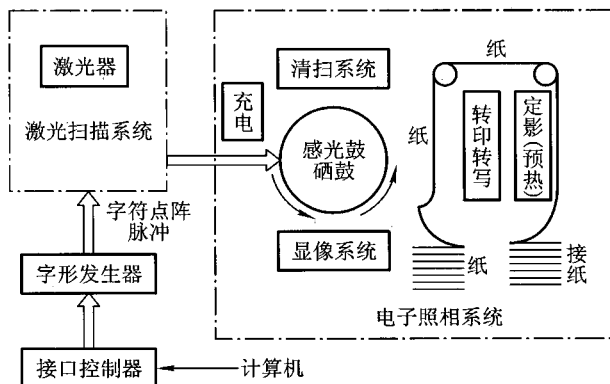 激光器
激光扫描系统
字符点阵
脉冲
字形发生器
接口控制器
计算机
充电
清扫系统
感光鼓
硒鼓
显像系统
纸
纸
转印转写
定影(预热)
纸
接纸
电子照相系统